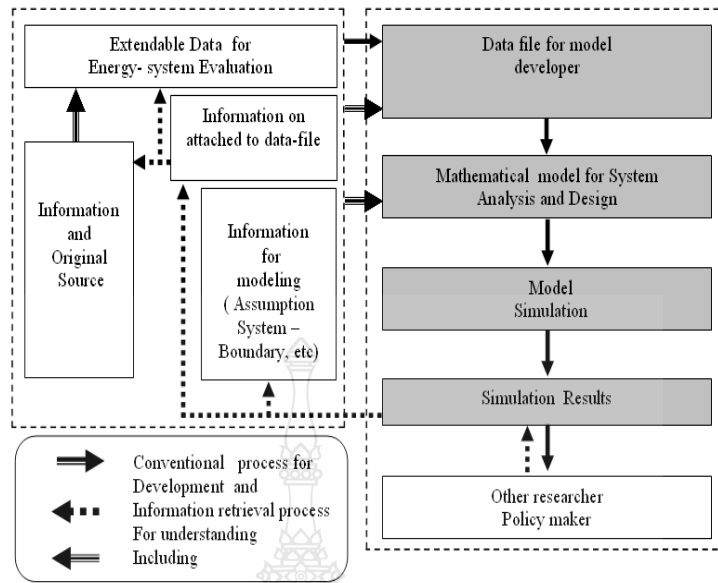 Extendable Data for
Energy- system Evaluation
Information on
attached to data-file
Information
and
Original
Source
Information
for
modeling
( Assumption
System –
Boundary, etc)
Data file for model
developer
Mathematical model for System
Analysis and Design
Model
Simulation
Simulation Results
Other researcher
Policy maker
Conventional process for
Development and
Information retrieval process
For understanding
Including